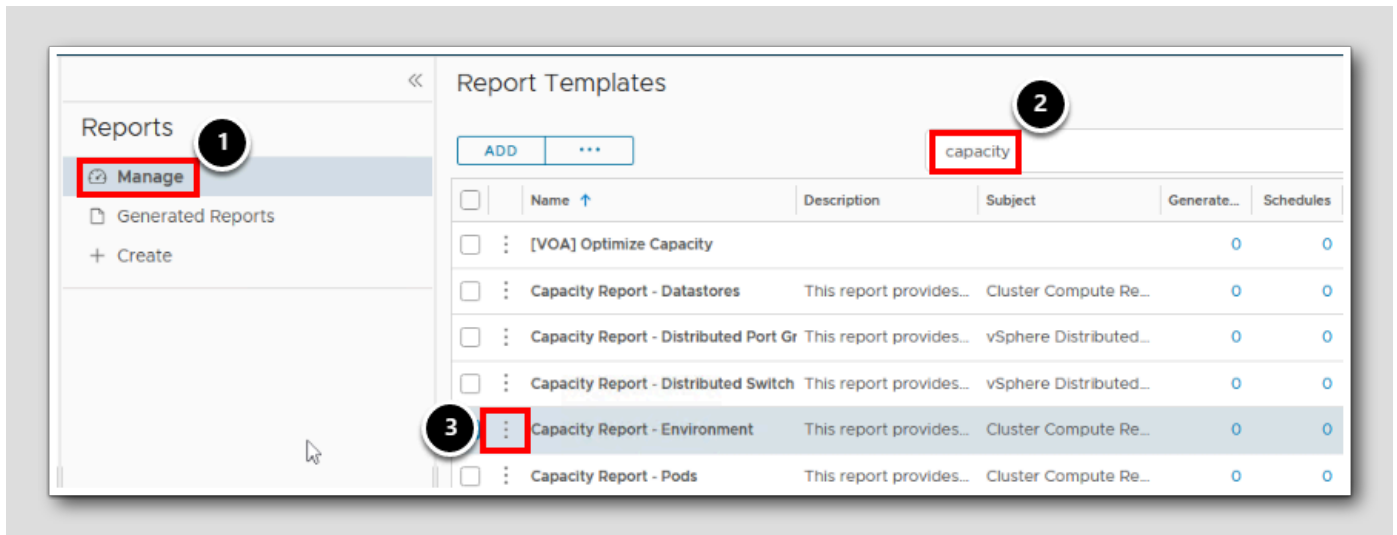 Report Templates
Reports
1
2
ADD
capacity
Manage
Name Description Subject Generate... Schedules
Generated Reports
[VOA] Optimize Capacity 0 0
Create
Capacity Report - Datastores This report provides... Cluster Compute Re... 0 0
Capacity Report - Distributed Port Gr This report provides... vSphere Distributed... 0 0
Capacity Report - Distributed Switch This report provides... vSphere Distributed... 0 0
3
Capacity Report - Environment This report provides... Cluster Compute Re... 0 0
Capacity Report - Pods This report provides... Cluster Compute Re... 0 0